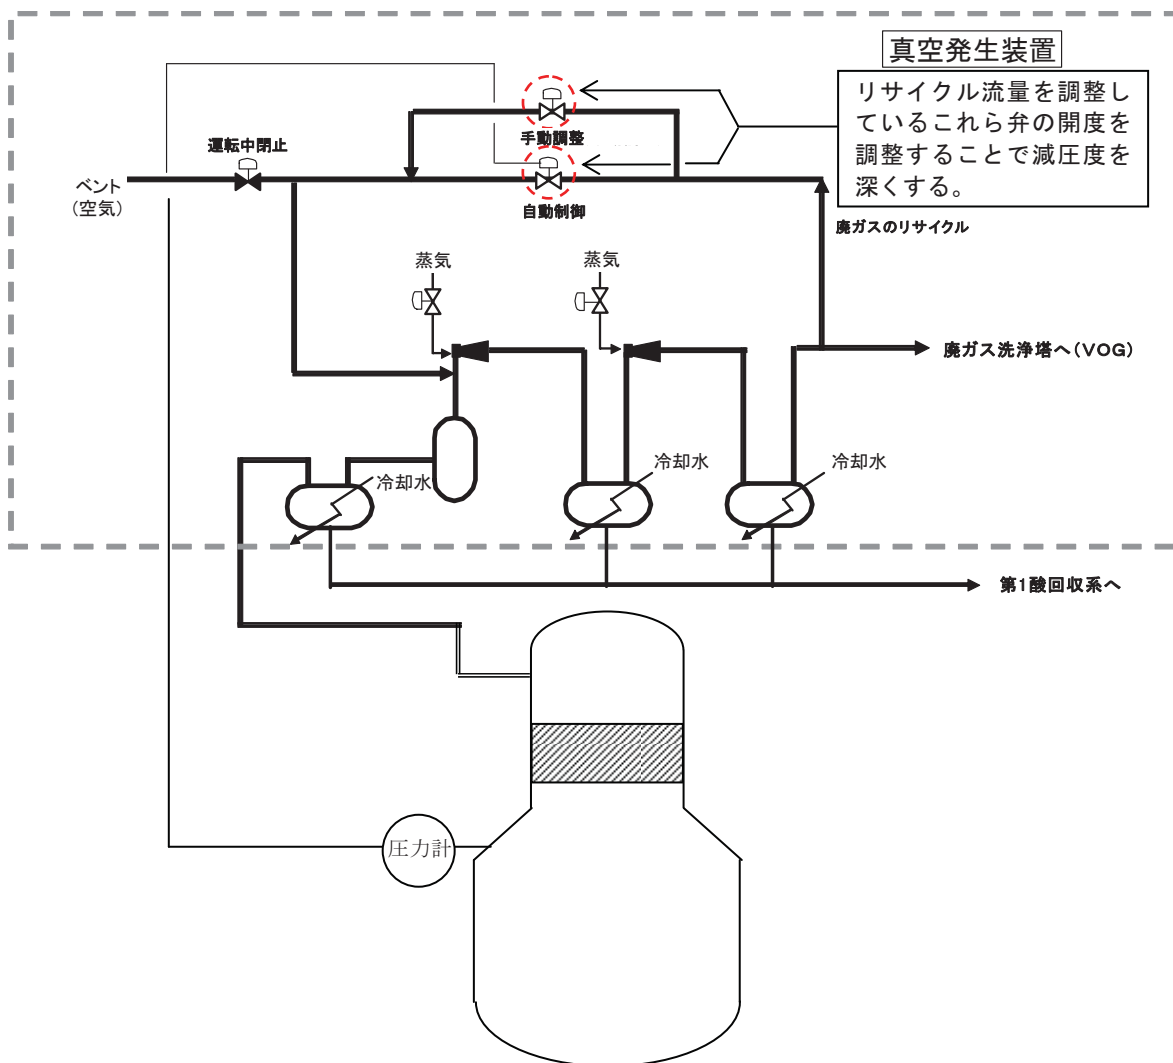 真空発生装置
リサイクル流量を調整し
ているこれら弁の開度を
調整することで減圧度を
深くする。
運転中閉止
手動調整
ベント
(空気)
自動制御
廃ガスのリサイクル
蒸気
蒸気
廃ガス洗浄塔へ(VOG)
冷却水
冷却水
冷却水
第1酸回収系へ
圧力計